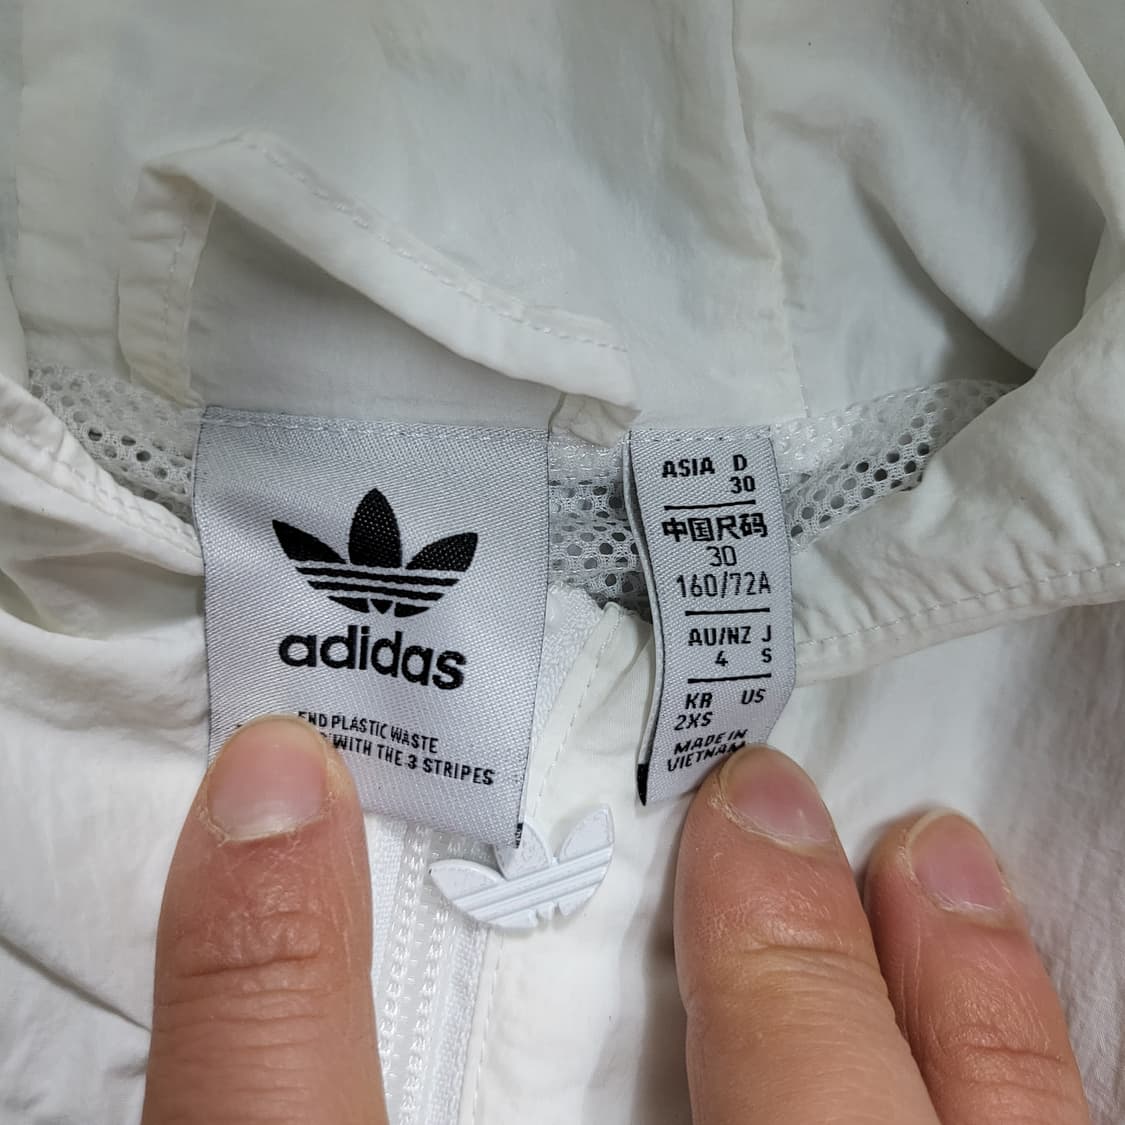 adidas
END PLASTIC WASTE
WITH THE 3 STRIPES
ASIA D
30
中国尺码
30
160/72A
AU/NZ J
4 S
KR US
2XS
MADE IN
VIETNAM